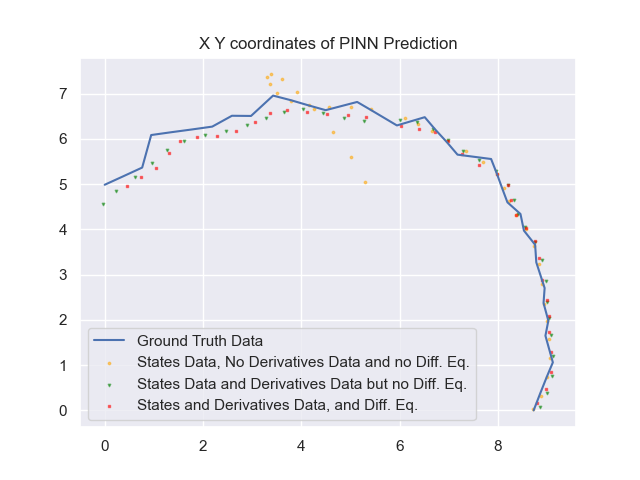 X Y coordinates of PINN Prediction
7
6
5
4
3
2
1
0
Ground Truth Data
States Data, No Derivatives Data and no Diff. Eq.
States Data and Derivatives Data but no Diff. Eq.
States and Derivatives Data, and Diff. Eq.
0 2 4 6 8